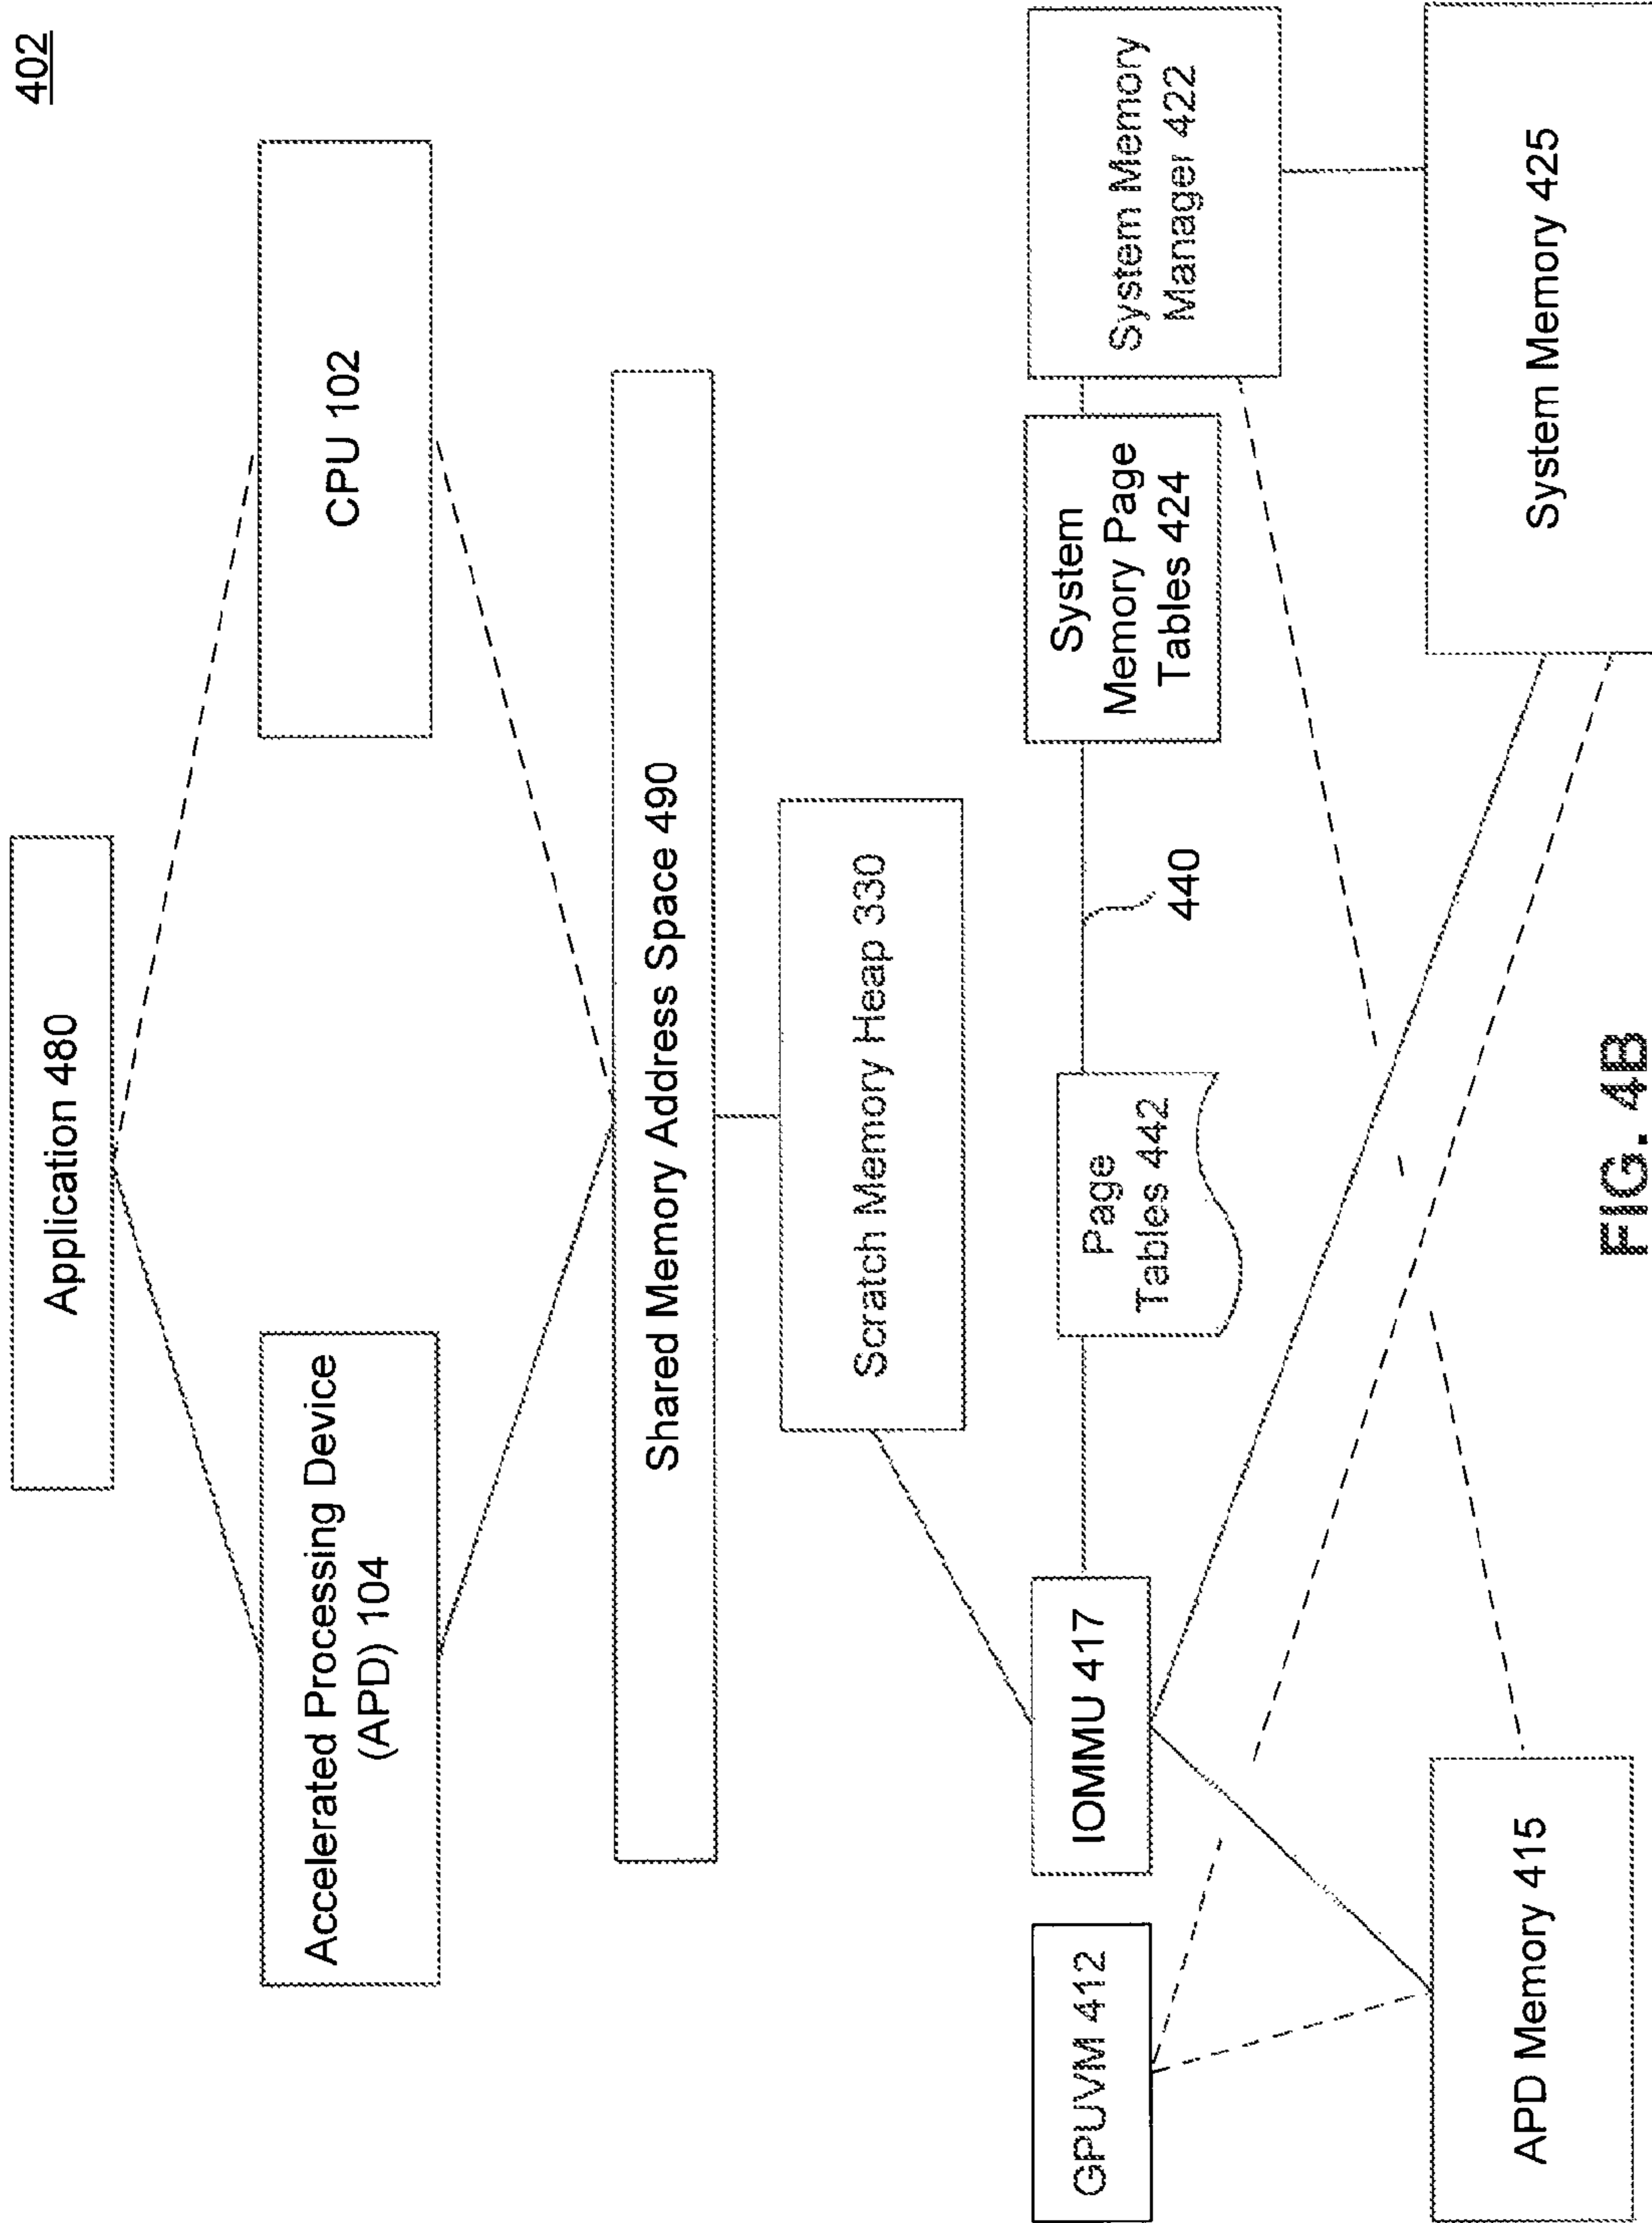 402
Application 480
Accelerated Processing Device
(APD) 104
CPU 102
Shared Memory Address Space 490
Scratch Memory Heap 330
GPUVM 412
IOMMU 417
Page
Tables 442
440
System
Memory Page
Tables 424
System Memory
Manager 422
APD Memory 415
System Memory 425
FIG. 4B